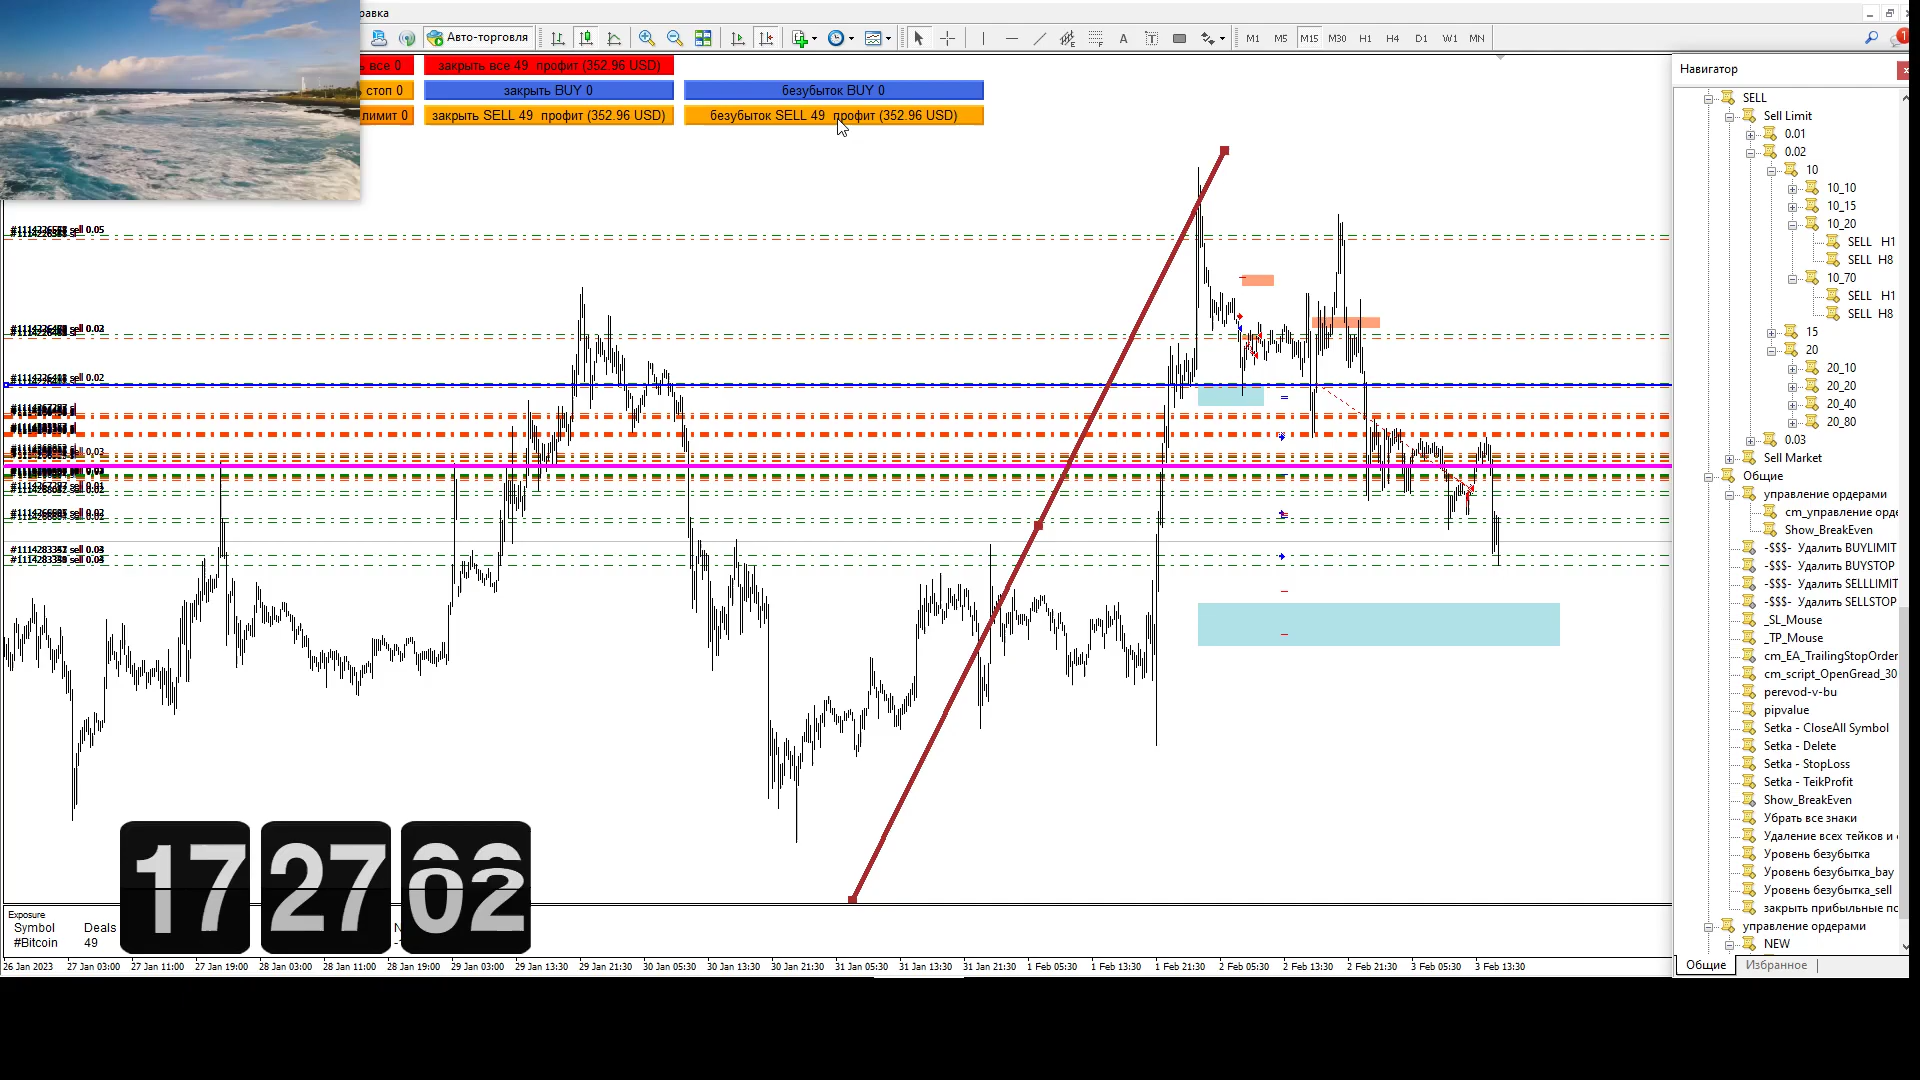 равка
Авто-торговля
A
T
M1 M5 M15 M30 H1 H4 D1 W1 MN
1
все 0
закрыть все 49 профит (352.96 USD)
стоп 0
закрыть BUY 0
безубыток BUY 0
лимит 0
закрыть SELL 49 профит (352.96 USD)
безубыток SELL 49 профит (352.96 USD)
Навигатор
SELL
Sell Limit
0.01
0.02
10
10_10
10_15
10_20
SELL H1
SELL H8
10_70
SELL H1
SELL H8
15
20
20_10
20_20
20_40
20_80
0.03
Sell Market
Общие
управление ордерами
cm_управление орде
Show_BreakEven
-$$$- Удалить BUYLIMIT
-$$$- Удалить BUYSTOP
-$$$- Удалить SELLLIMIT
-$$$- Удалить SELLSTOP
_SL_Mouse
_TP_Mouse
cm_EA_TrailingStopOrder
cm_script_OpenGread_30
perevod-v-bu
pipvalue
Setka - CloseAll Symbol
Setka - Delete
Setka - StopLoss
Setka - TeikProfit
Show_BreakEven
Убрать все знаки
Удаление всех тейков и
Уровень безубытка
Уровень безубытка_bay
Уровень безубытка_sell
закрыть прибыльные по
управление ордерами
NEW
Общие
Избранное
sell 0.05
sell 0.02
17 27 02
Exposure
Symbol Deals
#Bitcoin 49
26 Jan 2023 27 Jan 03:00 27 Jan 11:00 27 Jan 19:00 28 Jan 03:00 28 Jan 11:00 28 Jan 19:00 29 Jan 03:00 29 Jan 13:30 29 Jan 21:30 30 Jan 05:30 30 Jan 13:30 30 Jan 21:30 31 Jan 05:30 31 Jan 13:30 31 Jan 21:30 1 Feb 05:30 1 Feb 13:30 1 Feb 21:30 2 Feb 05:30 2 Feb 13:30 2 Feb 21:30 3 Feb 05:30 3 Feb 13:30